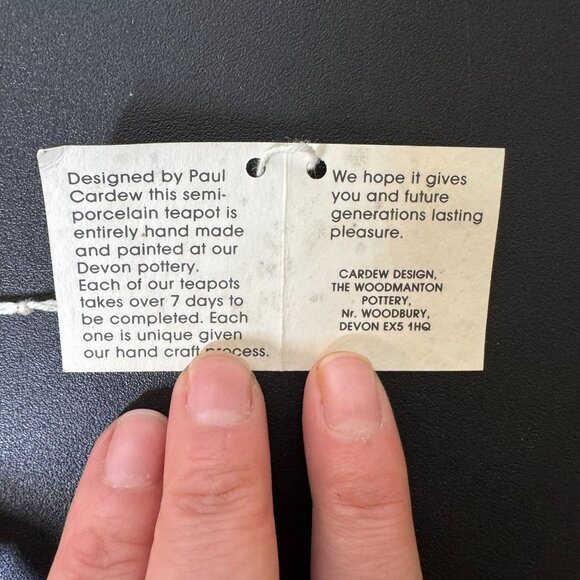 Designed by Paul
Cardew this semi-
porcelain teapot is
entirely hand made
and painted at our
Devon pottery.
Each of our teapots
takes over 7 days to
be completed. Each
one is unique given
our hand craft process.
We hope it gives
you and future
generations lasting
pleasure.
CARDEW DESIGN,
THE WOODMANTON
POTTERY,
Nr. WOODBURY,
DEVON EX5 1HQ